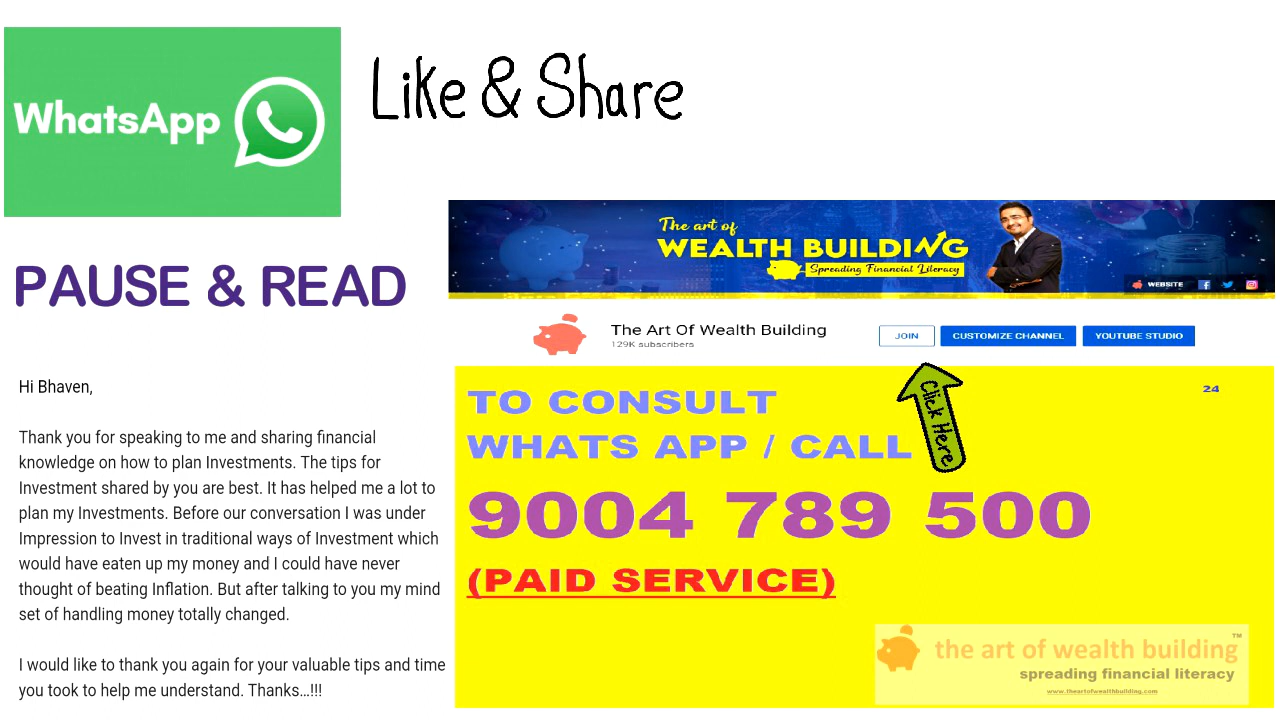 WhatsApp
Like & Share
PAUSE & READ
Hi Bhaven,
Thank you for speaking to me and sharing financial
knowledge on how to plan Investments. The tips for
Investment shared by you are best. It has helped me a lot to
plan my Investments. Before our conversation I was under
Impression to Invest in traditional ways of Investment which
would have eaten up my money and I could have never
thought of beating Inflation. But after talking to you my mind
set of handling money totally changed.
I would like to thank you again for your valuable tips and time
you took to help me understand. Thanks...!!!
The art of
WEALTH BUILDING
Spreading Financial Literacy
WEBSITE
The Art Of Wealth Building
129K subscribers
JOIN
CUSTOMIZE CHANNEL
YOUTUBE STUDIO
Click Here
24
TO CONSULT
WHATS APP / CALL
9004 789 500
(PAID SERVICE)
the art of wealth building TM
spreading financial literacy
www.theartofwealthbuilding.com